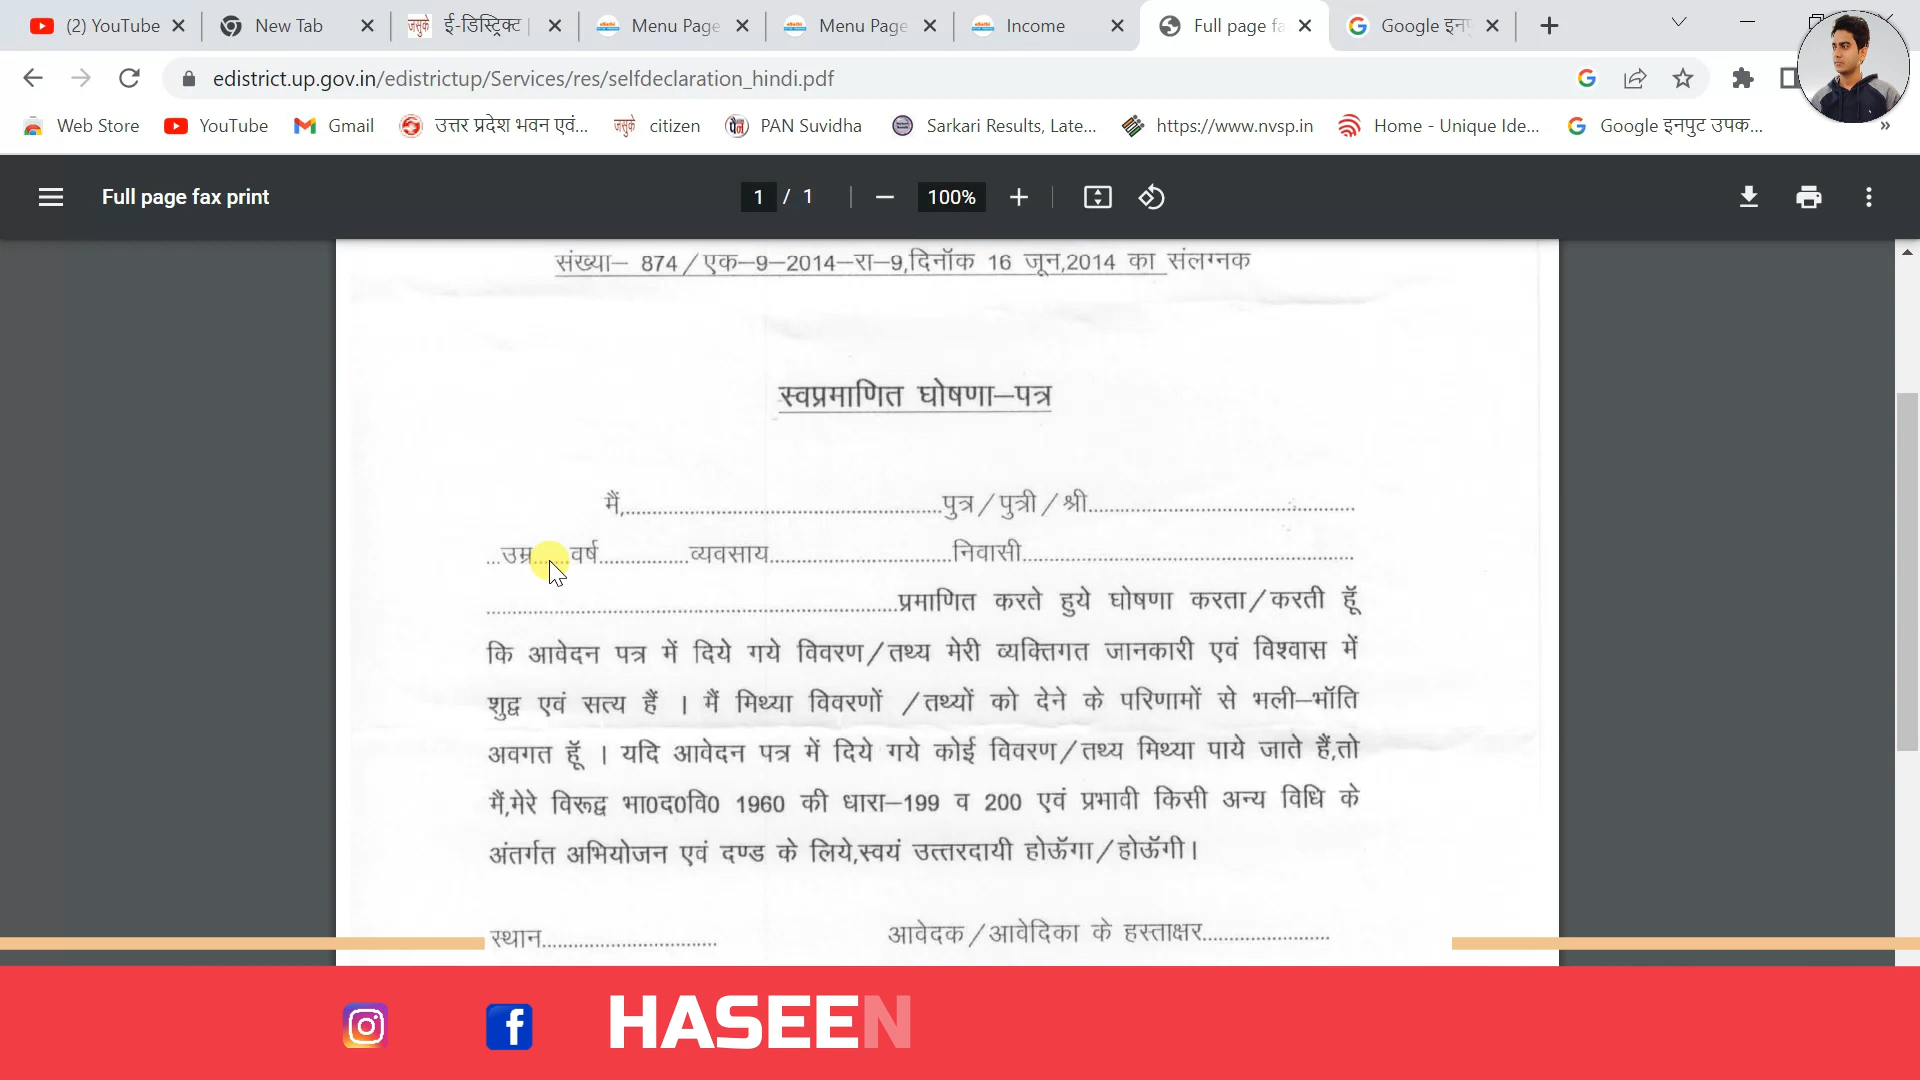 (2) YouTube
New Tab
ई-डिस्ट्रिक्ट
Menu Page
Menu Page
Income
Full page fa
Google इनपु
edistrict.up.gov.in/edistrictup/Services/res/selfdeclaration_hindi.pdf
Web Store
YouTube
Gmail
उत्तर प्रदेश भवन एवं...
citizen
PAN Suvidha
Sarkari Results, Late...
https://www.nvsp.in
Home - Unique Ide...
Google इनपुट उपक...
»
Full page fax print
1 / 1
100%
संख्या– 874/एक–9–2014–रा–9,दिनॉक 16 जून,2014 का संलग्नक
स्वप्रमाणित घोषणा–पत्र
मैं,......................................................पुत्र/पुत्री/श्री.............................................
...उम्र......वर्ष...............व्यवसाय...............................निवासी........................................................
......................................................................प्रमाणित करते हुये घोषणा करता/करती हूॅ
कि आवेदन पत्र में दिये गये विवरण/तथ्य मेरी व्यक्तिगत जानकारी एवं विश्वास में
शुद्व एवं सत्य हैं । मैं मिथ्या विवरणों /तथ्यों को देने के परिणामों से भली–भॉति
अवगत हूॅ । यदि आवेदन पत्र में दिये गये कोई विवरण/तथ्य मिथ्या पाये जाते हैं,तो
मैं,मेरे विरूद्व भा0द0वि0 1960 की धारा–199 व 200 एवं प्रभावी किसी अन्य विधि के
अंतर्गत अभियोजन एवं दण्ड के लिये,स्वयं उत्तरदायी होऊॅगा/होऊॅगी।
स्थान..............................
आवेदक/आवेदिका के हस्ताक्षर......................
HASEEN